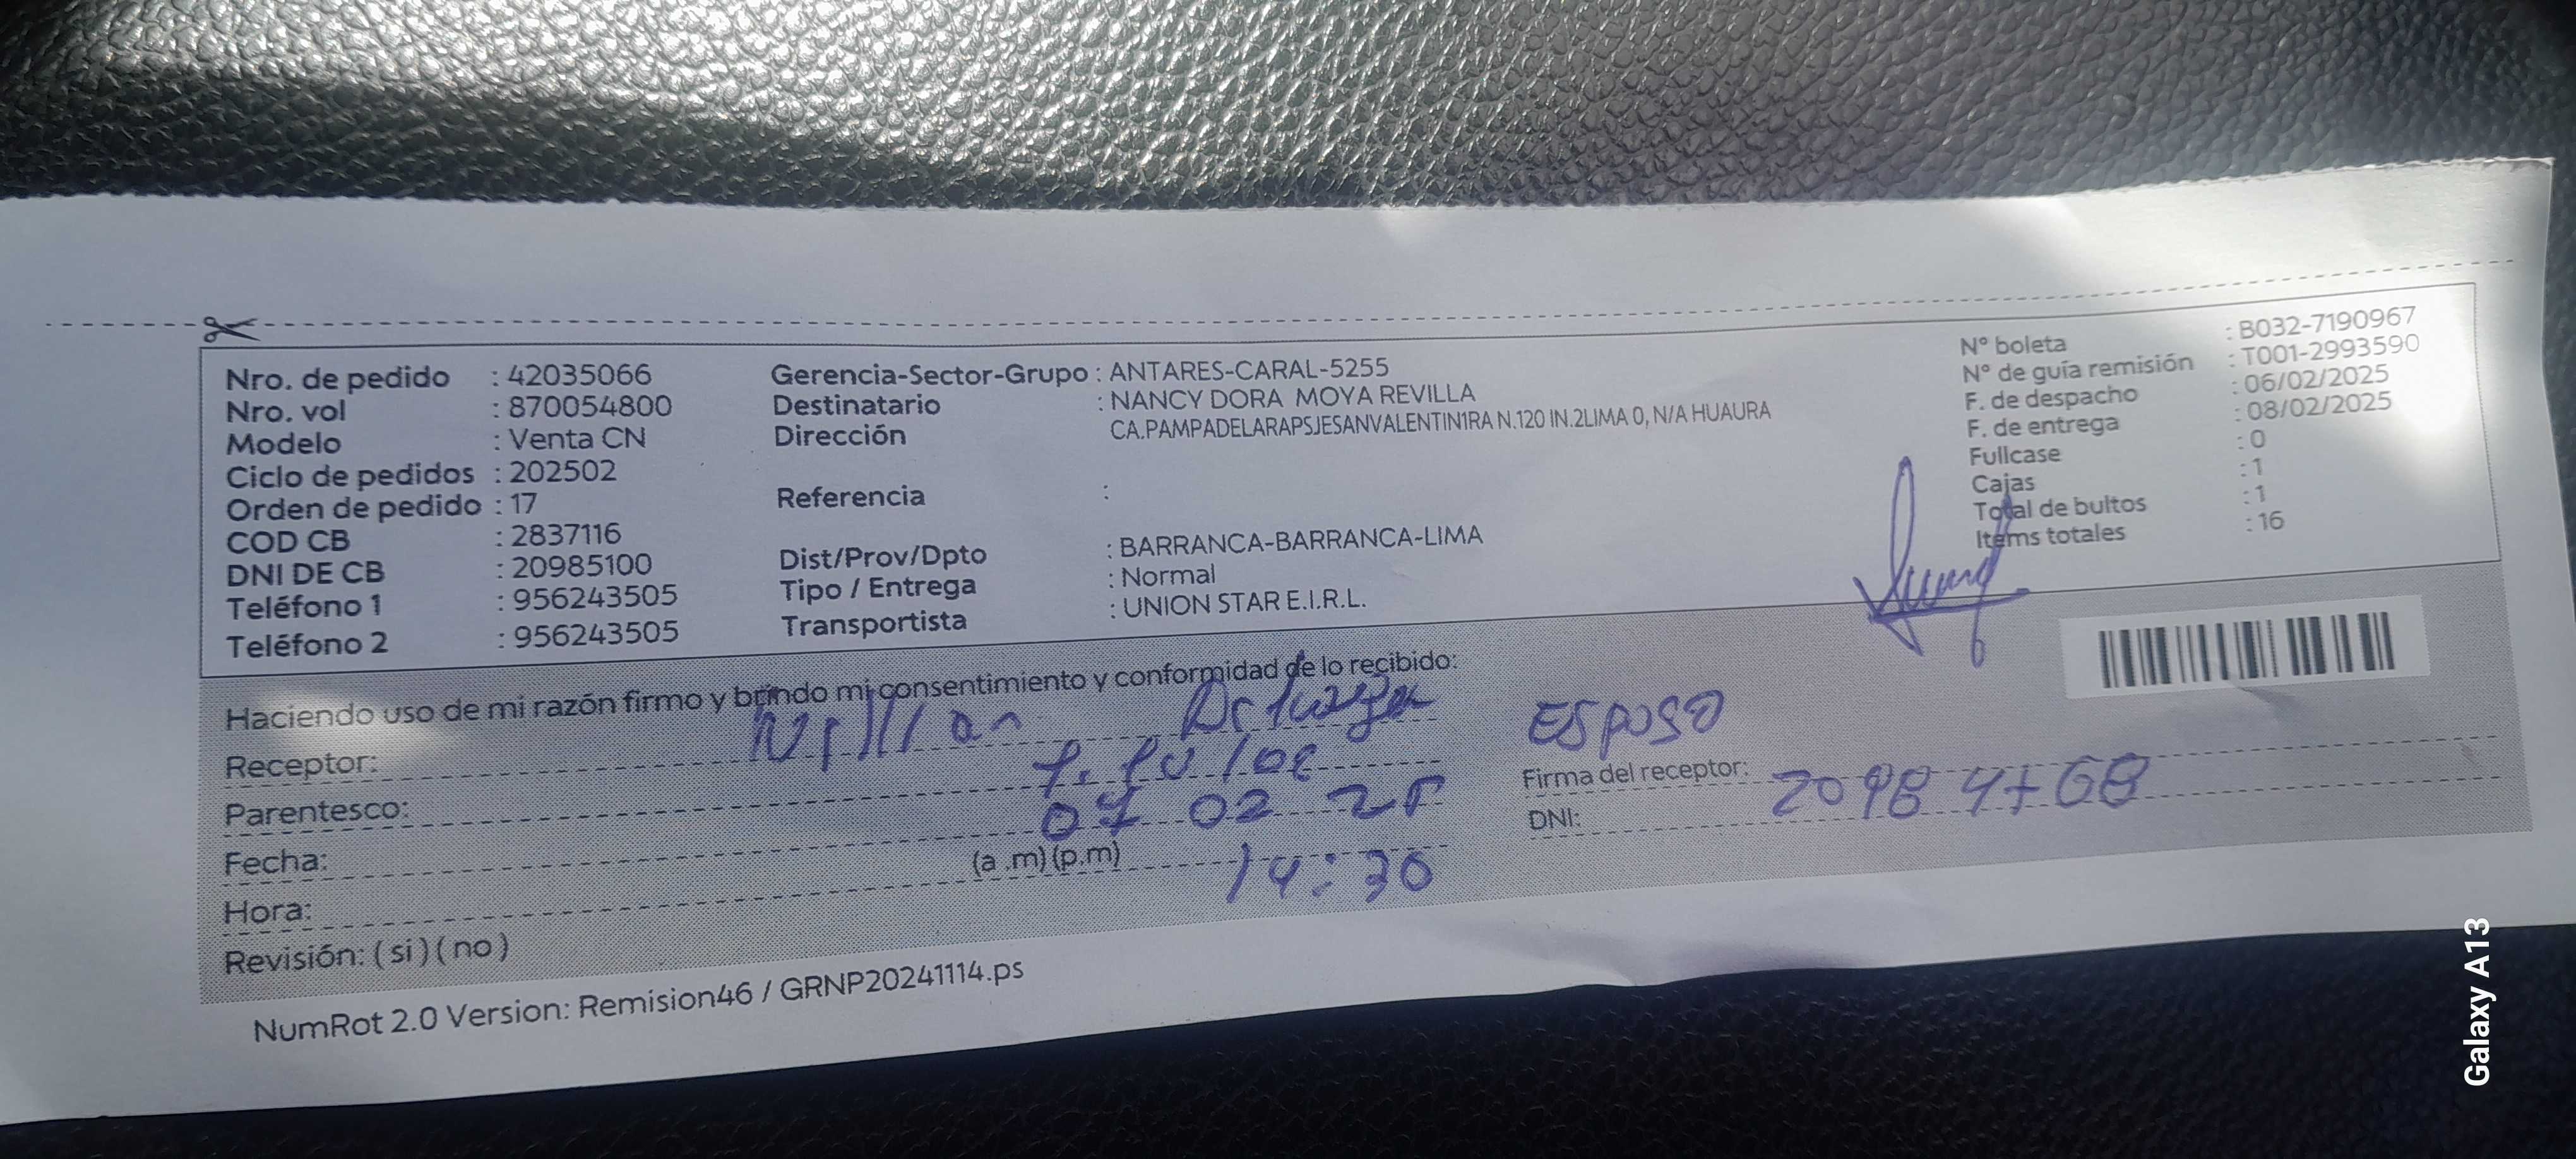 Nro. de pedido : 42035066
Nro. vol : 870054800
Modelo : Venta CN
Ciclo de pedidos : 202502
Orden de pedido : 17
COD CB : 2837116
DNI DE CB : 20985100
Teléfono 1 : 956243505
Teléfono 2 : 956243505
Gerencia-Sector-Grupo : ANTARES-CARAL-5255
Destinatario : NANCY DORA MOYA REVILLA
Dirección CA.PAMPADELARAPSJESANVALENTIN1RA N.120 IN.2LIMA 0, N/A HUAURA
Referencia :
Dist/Prov/Dpto : BARRANCA-BARRANCA-LIMA
Tipo / Entrega : Normal
Transportista : UNION STAR E.I.R.L.
N° boleta : B032-7190967
N° de guía remisión : T001-2993590
F. de despacho : 06/02/2025
F. de entrega : 08/02/2025
Fullcase : 0
Cajas : 1
Total de bultos : 1
Items totales : 16
Haciendo uso de mi razón firmo y brindo mi consentimiento y conformidad de lo recibido:
Receptor:
Parentesco:
ESPOSO
Fecha: 07 02 25
Hora: (a .m) (p.m) 14:30
Revisión: ( si ) ( no )
Firma del receptor:
DNI:
NumRot 2.0 Version: Remision46 / GRNP20241114.ps
Galaxy A13